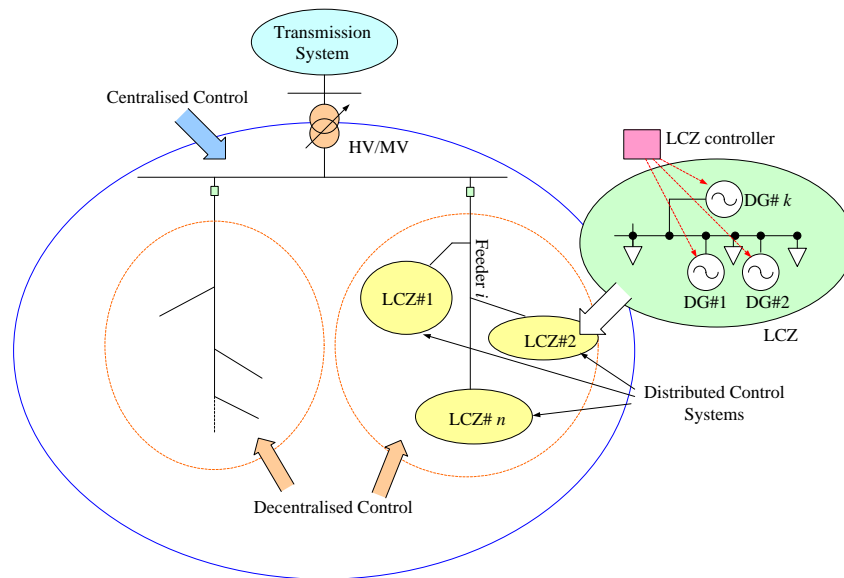 Transmission
System
Centralised Control
HV/MV
LCZ controller
DG# k
DG#1
DG#2
LCZ
Feeder i
LCZ#1
LCZ#2
LCZ# n
Distributed Control
Systems
Decentralised Control